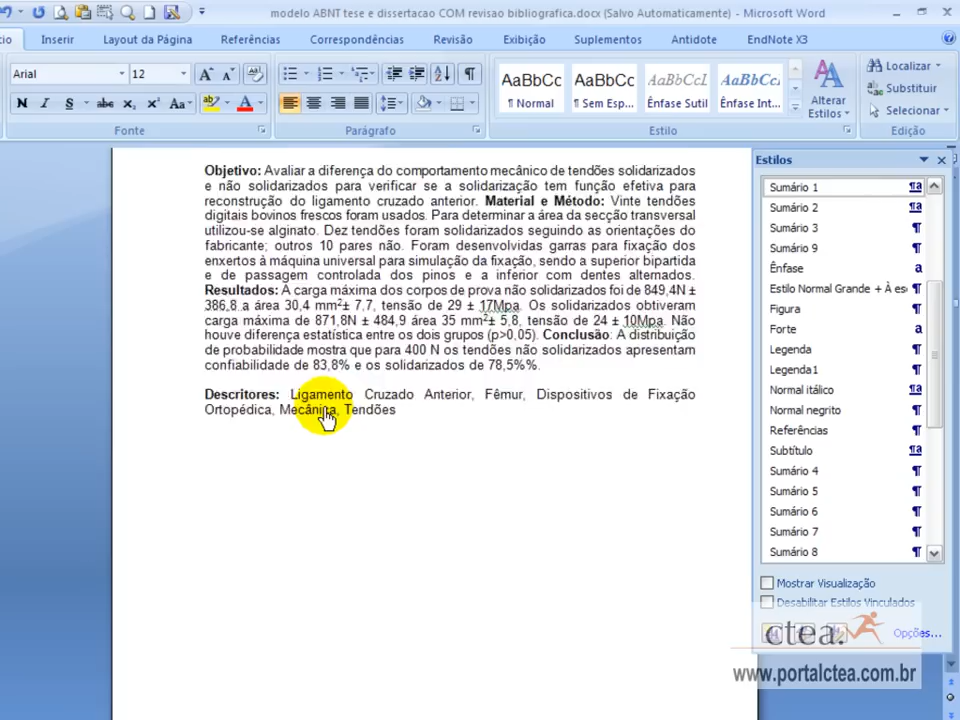 modelo ABNT tese e dissertacao COM revisao bibliografica.docx (Salvo Automaticamente) - Microsoft Word
io Inserir Layout da Página Referências Correspondências Revisão Exibição Suplementos Antidote EndNote X3
Arial 12
AaBbCc AaBbCc AaBbCcL AaBbCc
¶ Normal ¶ Sem Esp... Ênfase Sutil Ênfase Int...
Alterar Estilos
Localizar
Substituir
Selecionar
N I S abc x₂ x² Aa A
Fonte Parágrafo Estilo Edição
Objetivo: Avaliar a diferença do comportamento mecânico de tendões solidarizados
e não solidarizados para verificar se a solidarização tem função efetiva para
reconstrução do ligamento cruzado anterior. Material e Método: Vinte tendões
digitais bovinos frescos foram usados. Para determinar a área da secção transversal
utilizou-se alginato. Dez tendões foram solidarizados seguindo as orientações do
fabricante; outros 10 pares não. Foram desenvolvidas garras para fixação dos
enxertos à máquina universal para simulação da fixação, sendo a superior bipartida
e de passagem controlada dos pinos e a inferior com dentes alternados.
Resultados: A carga máxima dos corpos de prova não solidarizados foi de 849,4N ±
386,8 a área 30,4 mm²± 7,7, tensão de 29 ± 17Mpa. Os solidarizados obtiveram
carga máxima de 871,8N ± 484,9 área 35 mm²± 5,8, tensão de 24 ± 10Mpa. Não
houve diferença estatística entre os dois grupos (p>0,05). Conclusão: A distribuição
de probabilidade mostra que para 400 N os tendões não solidarizados apresentam
confiabilidade de 83,8% e os solidarizados de 78,5%%.
Descritores: Ligamento Cruzado Anterior, Fêmur, Dispositivos de Fixação
Ortopédica, Mecânica, Tendões
Estilos
Sumário 1 ¶a
Sumário 2 ¶a
Sumário 3 ¶
Sumário 9 ¶
Ênfase a
Estilo Normal Grande + À es ¶
Figura ¶
Forte a
Legenda ¶
Legenda1 ¶
Normal itálico ¶a
Normal negrito ¶
Referências ¶
Subtítulo ¶a
Sumário 4 ¶
Sumário 5 ¶
Sumário 6 ¶
Sumário 7 ¶
Sumário 8 ¶
Mostrar Visualização
Desabilitar Estilos Vinculados
Opções...
ctea.
www.portalctea.com.br